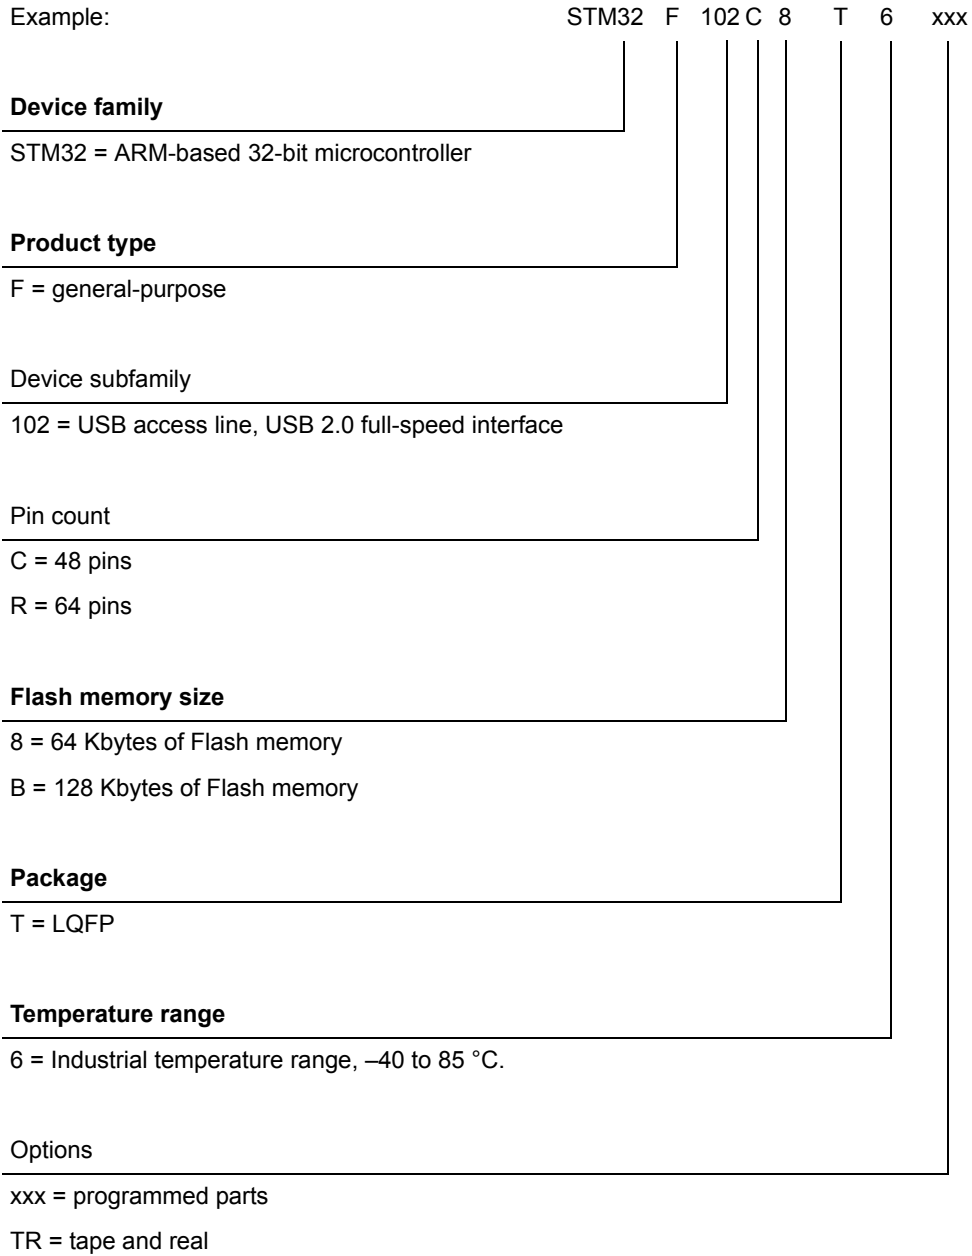 Example: STM32 F 102 C 8 T 6 xxx
Device family
STM32 = ARM-based 32-bit microcontroller
Product type
F = general-purpose
Device subfamily
102 = USB access line, USB 2.0 full-speed interface
Pin count
C = 48 pins
R = 64 pins
Flash memory size
8 = 64 Kbytes of Flash memory
B = 128 Kbytes of Flash memory
Package
T = LQFP
Temperature range
6 = Industrial temperature range, –40 to 85 °C.
Options
xxx = programmed parts
TR = tape and real